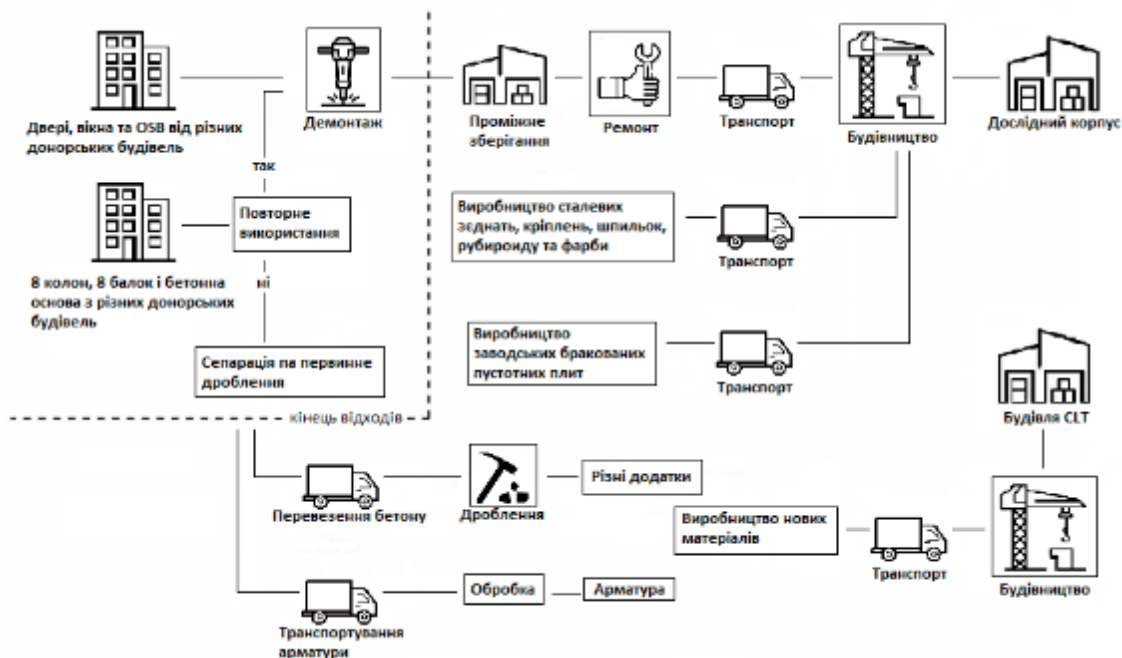 Двері, вікна та OSB від різних
донорських будівель
Демонтаж
Проміжне
зберігання
Ремонт
Транспорт
Будівництво
Дослідний корпус
так
Повторне
використання
ні
8 колон, 8 балок і бетонна
основа з різних донорських
будівель
Виробництво сталевих
зєднать, кріплень, шпильок,
рубироиду та фарби
Транспорт
Виробництво
заводських бракованих
пустотних плит
Транспорт
Сепарація па первинне
дроблення
кінець відходів
Будівля CLT
Перевезення бетону
Дроблення
Різні додатки
Виробництво нових
матеріалів
Транспорт
Будівництво
Транспортування
арматури
Обробка
Арматура